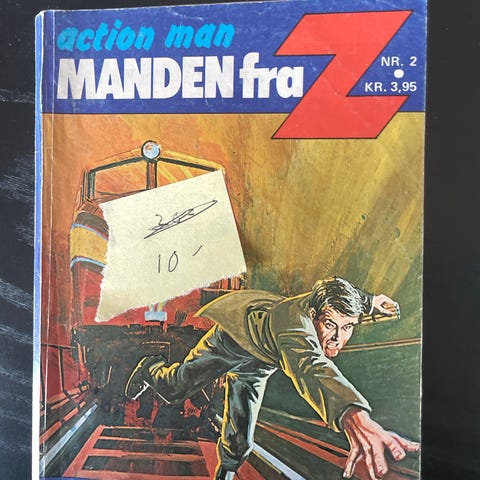 action man
MANDEN fra Z
NR. 2
KR. 3,95
10 -